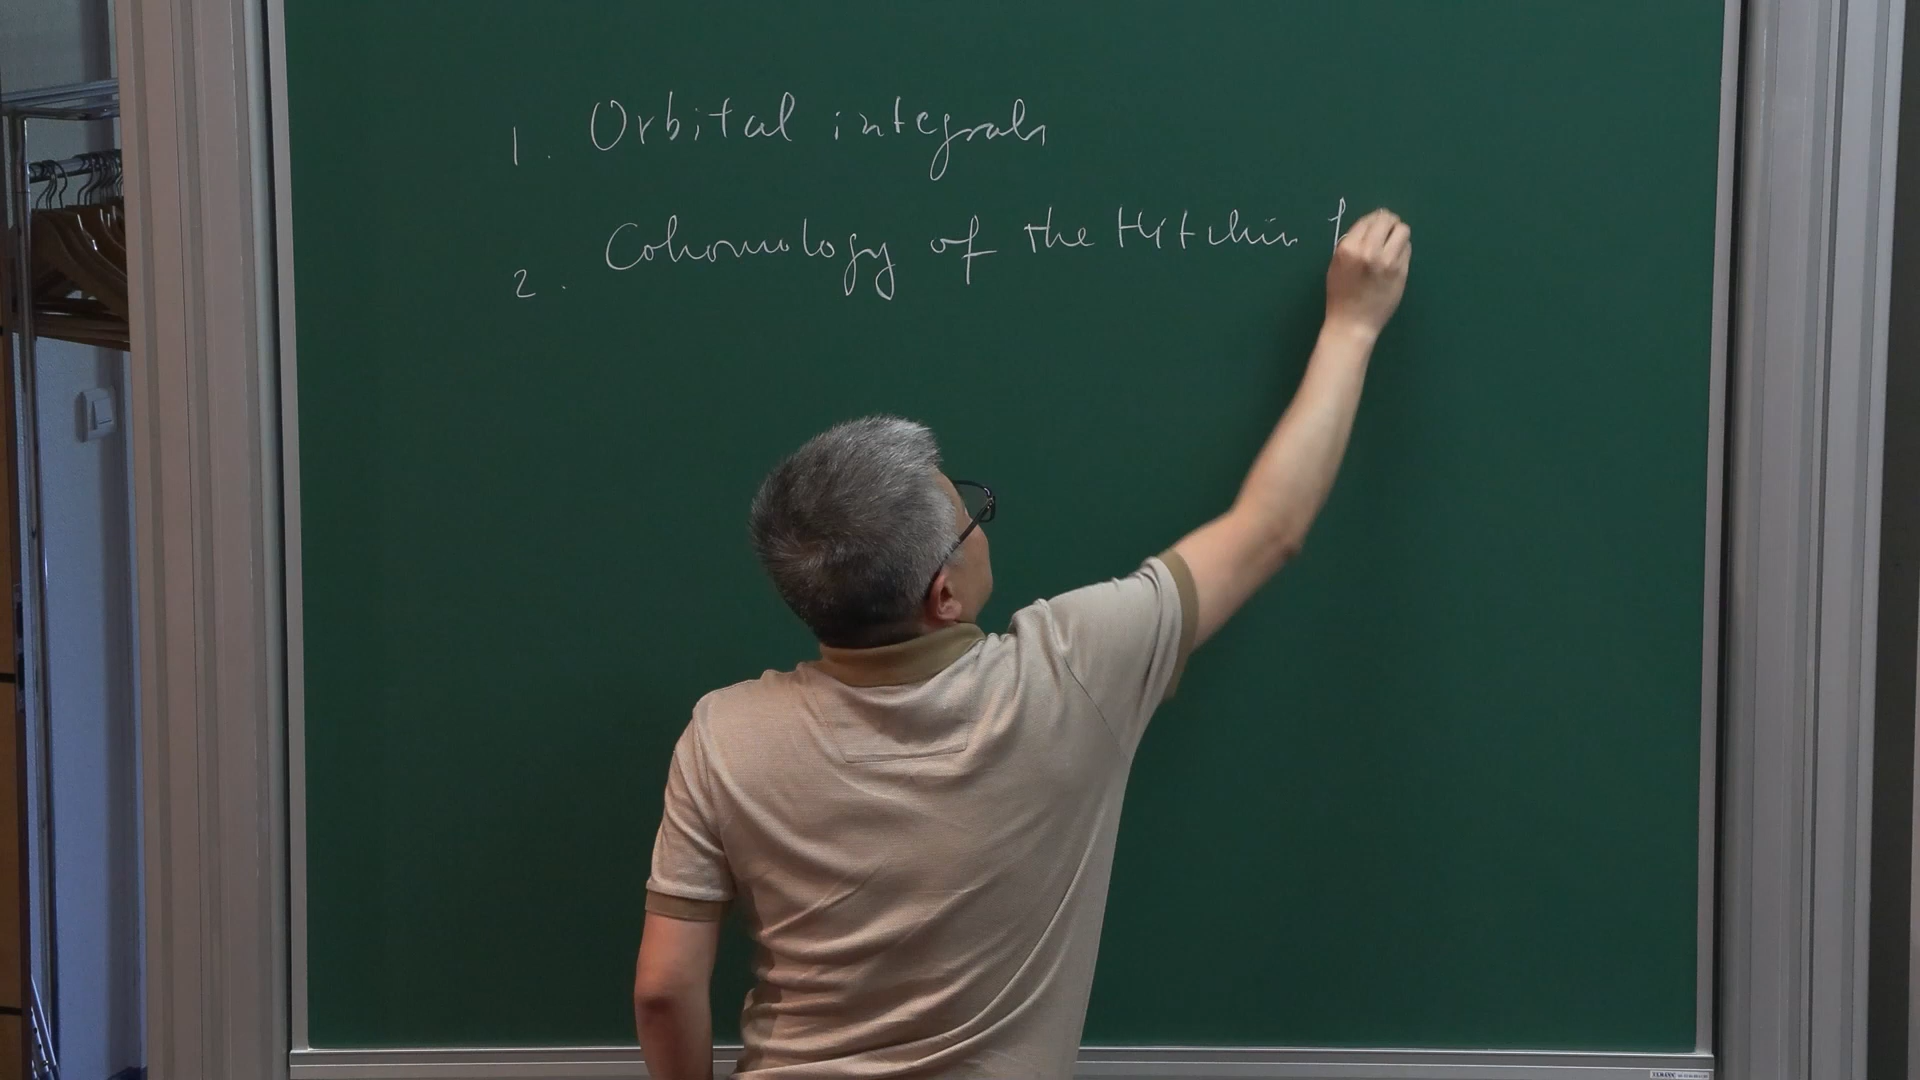 1. Orbital integrals
2. Cohomology of the Hitchin